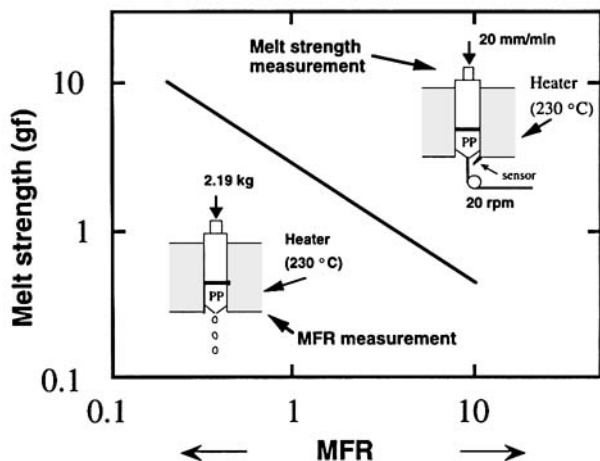 Melt strength (gf)
10
1
0.1
Melt strength
measurement
20 mm/min
Heater
(230 °C)
PP
sensor
20 rpm
2.19 kg
Heater
(230 °C)
PP
MFR measurement
0.1
1
10
MFR